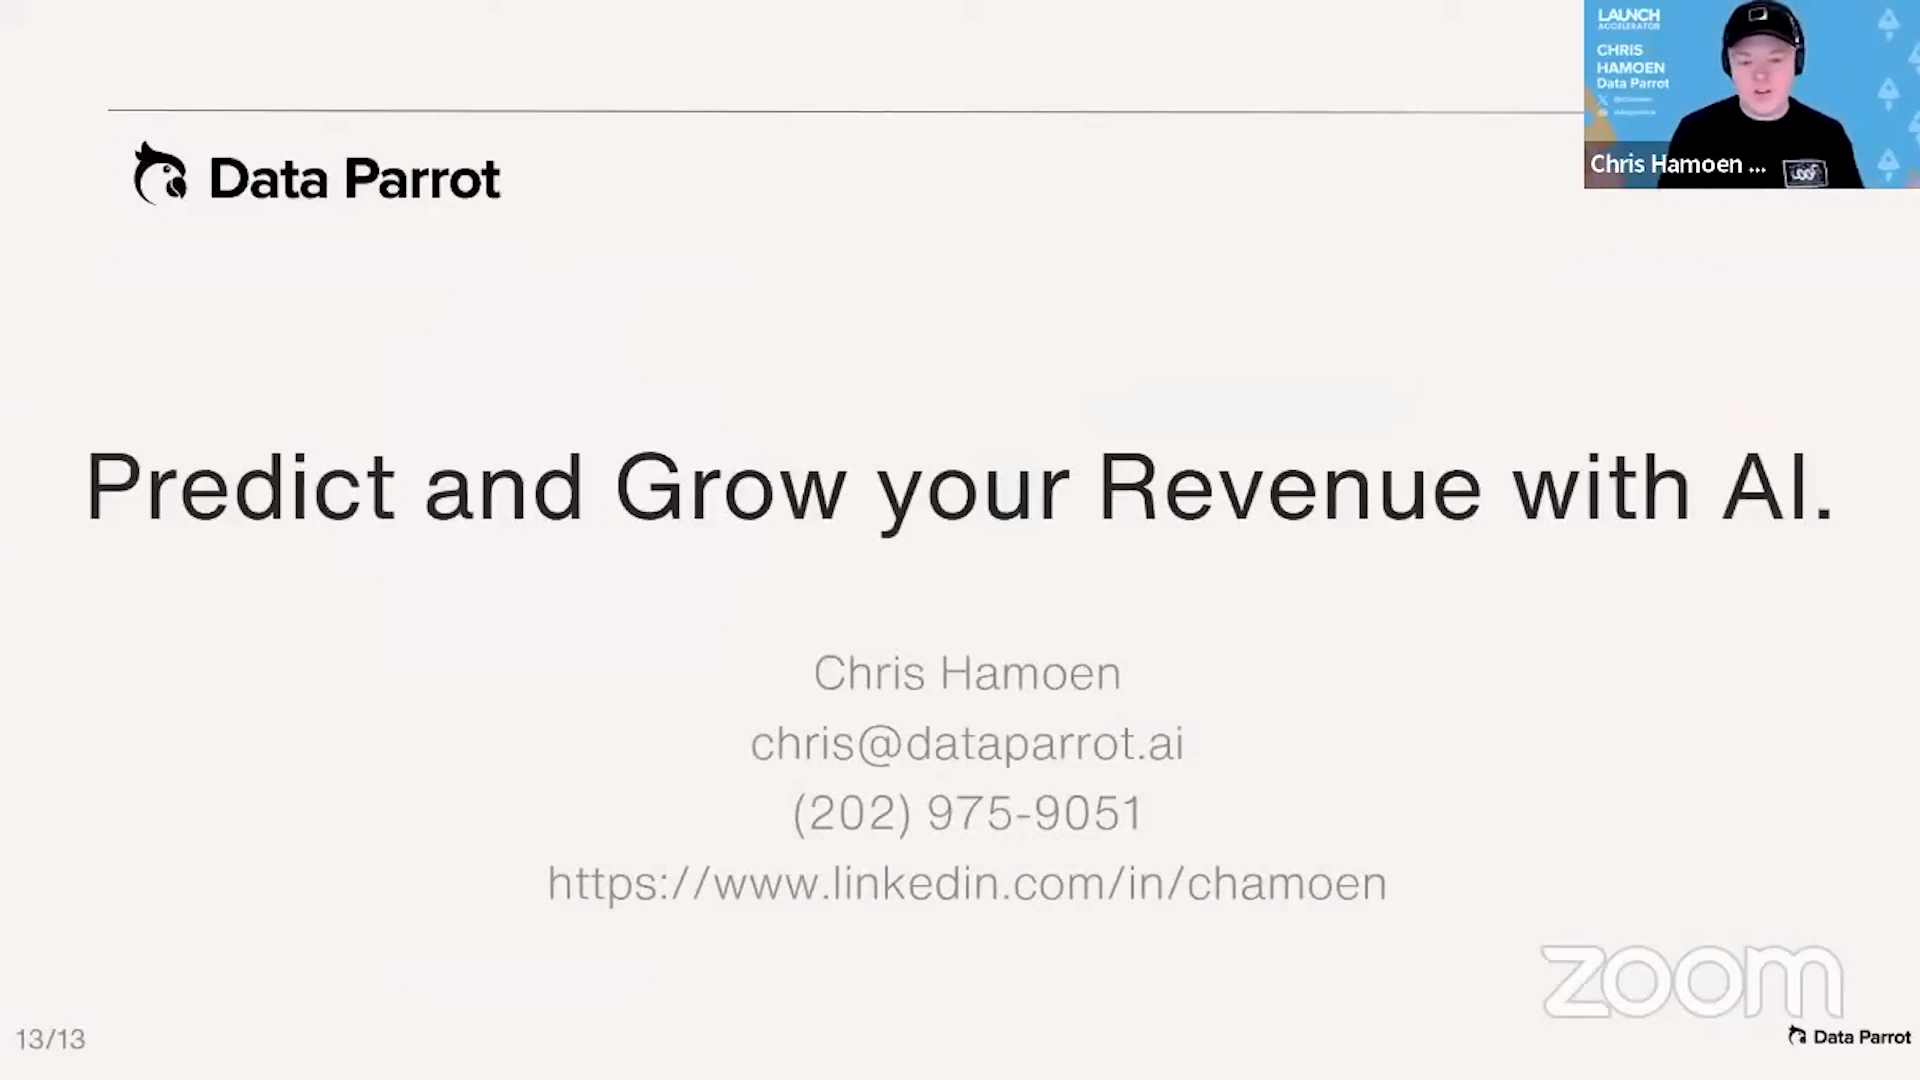 LAUNCH
ACCELERATOR
CHRIS
HAMOEN
Data Parrot
Chris Hamoen ...
Data Parrot
Predict and Grow your Revenue with AI.
Chris Hamoen
chris@dataparrot.ai
(202) 975-9051
https://www.linkedin.com/in/chamoen
zoom
13/13
Data Parrot